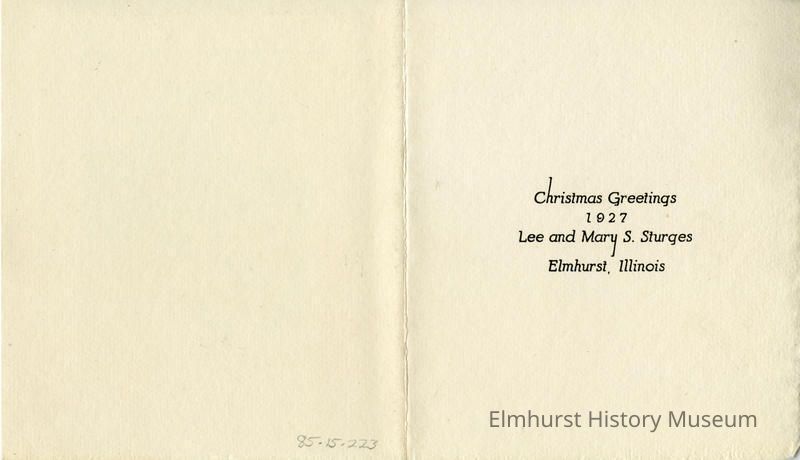 Christmas Greetings
1927
Lee and Mary S. Sturges
Elmhurst, Illinois
85-15-223
Elmhurst History Museum